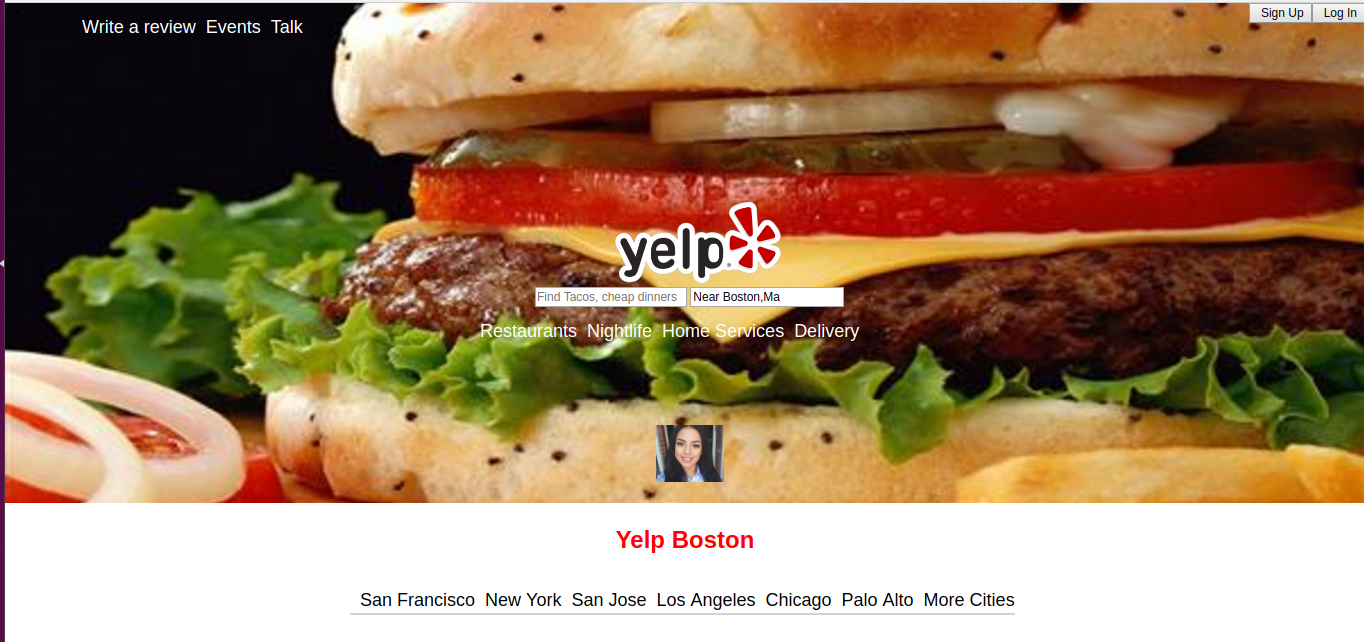 Write a review Events Talk
Sign Up Log In
yelp
Find Tacos, cheap dinners Near Boston,Ma
Restaurants Nightlife Home Services Delivery
Yelp Boston
San Francisco New York San Jose Los Angeles Chicago Palo Alto More Cities